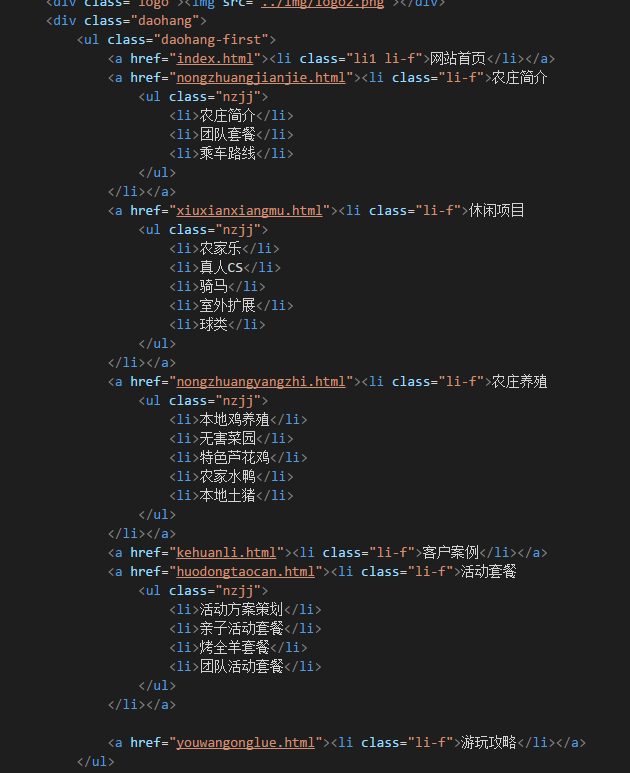 <div class="logo"><img src="../img/logo2.png"></div>
<div class="daohang">
<ul class="daohang-first">
<a href="index.html"><li class="li1 li-f">网站首页</li></a>
<a href="nongzhuangjianjie.html"><li class="li-f">农庄简介
<ul class="nzjj">
<li>农庄简介</li>
<li>团队套餐</li>
<li>乘车路线</li>
</ul>
</li></a>
<a href="xiuxianxiangmu.html"><li class="li-f">休闲项目
<ul class="nzjj">
<li>农家乐</li>
<li>真人CS</li>
<li>骑马</li>
<li>室外扩展</li>
<li>球类</li>
</ul>
</li></a>
<a href="nongzhuangyangzhi.html"><li class="li-f">农庄养殖
<ul class="nzjj">
<li>本地鸡养殖</li>
<li>无害菜园</li>
<li>特色芦花鸡</li>
<li>农家水鸭</li>
<li>本地土猪</li>
</ul>
</li></a>
<a href="kehuanli.html"><li class="li-f">客户案例</li></a>
<a href="huodongtaocan.html"><li class="li-f">活动套餐
<ul class="nzjj">
<li>活动方案策划</li>
<li>亲子活动套餐</li>
<li>烤全羊套餐</li>
<li>团队活动套餐</li>
</ul>
</li></a>
<a href="youwangonglue.html"><li class="li-f">游玩攻略</li></a>
</ul>